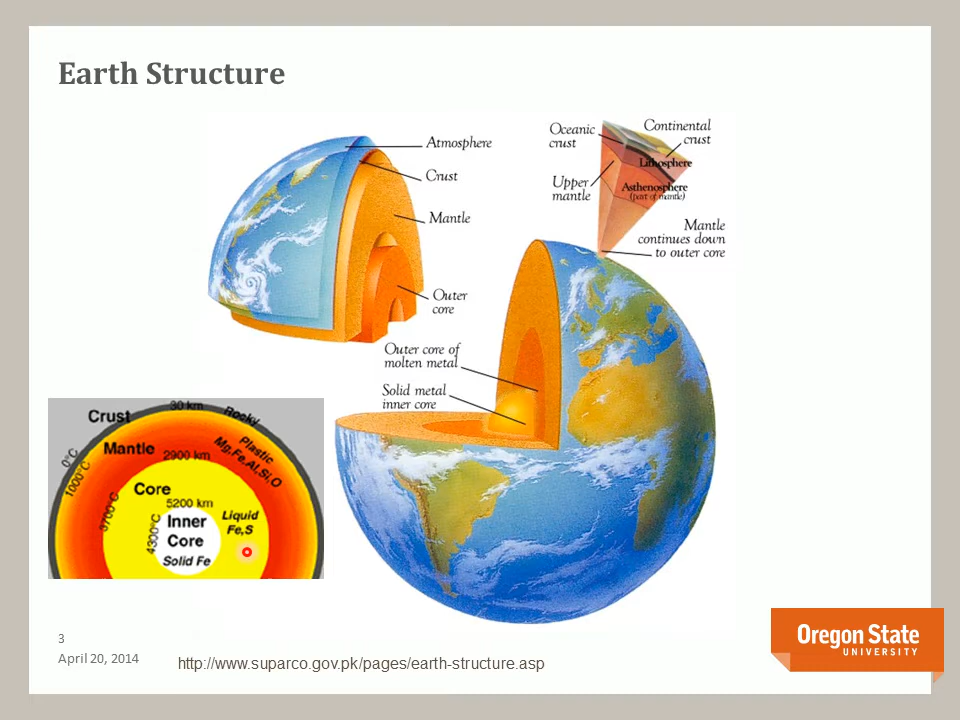 Earth Structure
Atmosphere
Crust
Mantle
Outer
core
Oceanic
crust
Continental
crust
Lithosphere
Upper
mantle
Asthenosphere
(part of mantle)
Mantle
continues down
to outer core
Outer core of
molten metal
Solid metal
inner core
Crust
30 km
Rocky
Mantle
2900 km
Plastic
Mg,Fe,Al,Si,O
0°C
1000°C
3700°C
Core
5200 km
4300°C
Inner
Core
Solid Fe
Liquid
Fe,S
3
April 20, 2014
http://www.suparco.gov.pk/pages/earth-structure.asp
Oregon State
UNIVERSITY